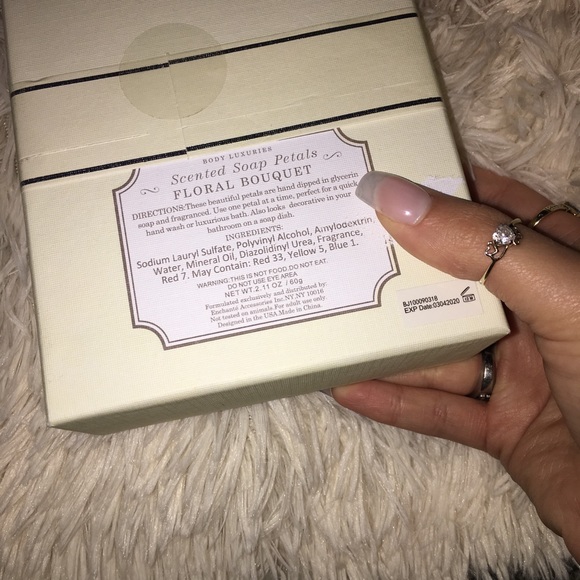 BODY LUXURIES
Scented Soap Petals
FLORAL BOUQUET
DIRECTIONS:These beautiful petals are hand dipped in glycerin
soap and fragranced. Use one petal at a time, perfect for a quick
hand wash or luxurious bath. Also looks decorative in your
bathroom on a soap dish.
INGREDIENTS:
Sodium Lauryl Sulfate, Polyvinyl Alcohol, Amylodextrin
Water, Mineral Oil, Diazolidinyl Urea, Fragrance,
Red 7. May Contain: Red 33, Yellow 5, Blue 1.
WARNING:THIS IS NOT FOOD.DO NOT EAT.
DO NOT USE EYE AREA
NET WT:2.11 OZ / 60g
Formulated exclusively and distributed by:
Enchante Accessories Inc.NY,NY 10016
Not tested on animals.For adult use only.
Designed in the USA.Made in China.
BJ100090318
EXP Date:03042020